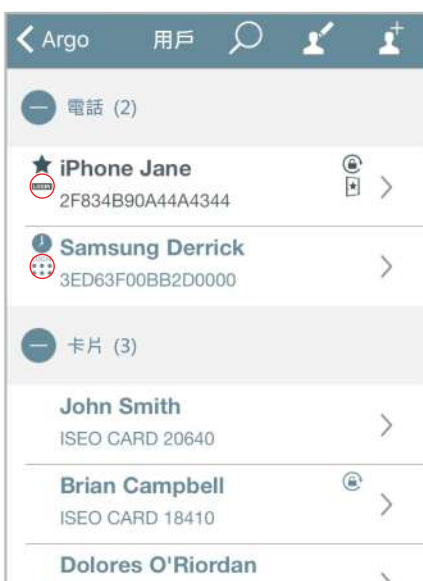 Argo 用戶
電話 (2)
iPhone Jane
2F834B90A44A4344
Samsung Derrick
3ED63F00BB2D0000
卡片 (3)
John Smith
ISEO CARD 20640
Brian Campbell
ISEO CARD 18410
Dolores O'Riordan